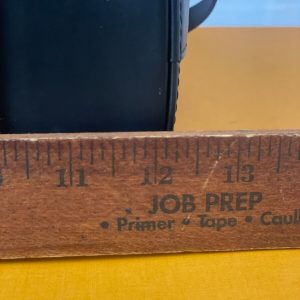 11 12 13
JOB PREP
• Primer • Tape • Caul